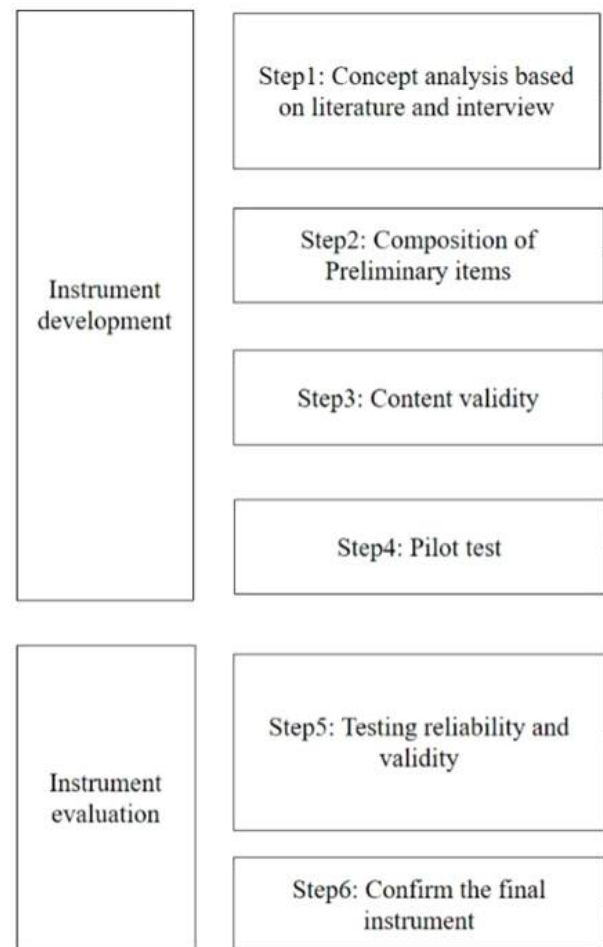 Instrument
development
Step1: Concept analysis based
on literature and interview
Step2: Composition of
Preliminary items
Step3: Content validity
Step4: Pilot test
Instrument
evaluation
Step5: Testing reliability and
validity
Step6: Confirm the final
instrument